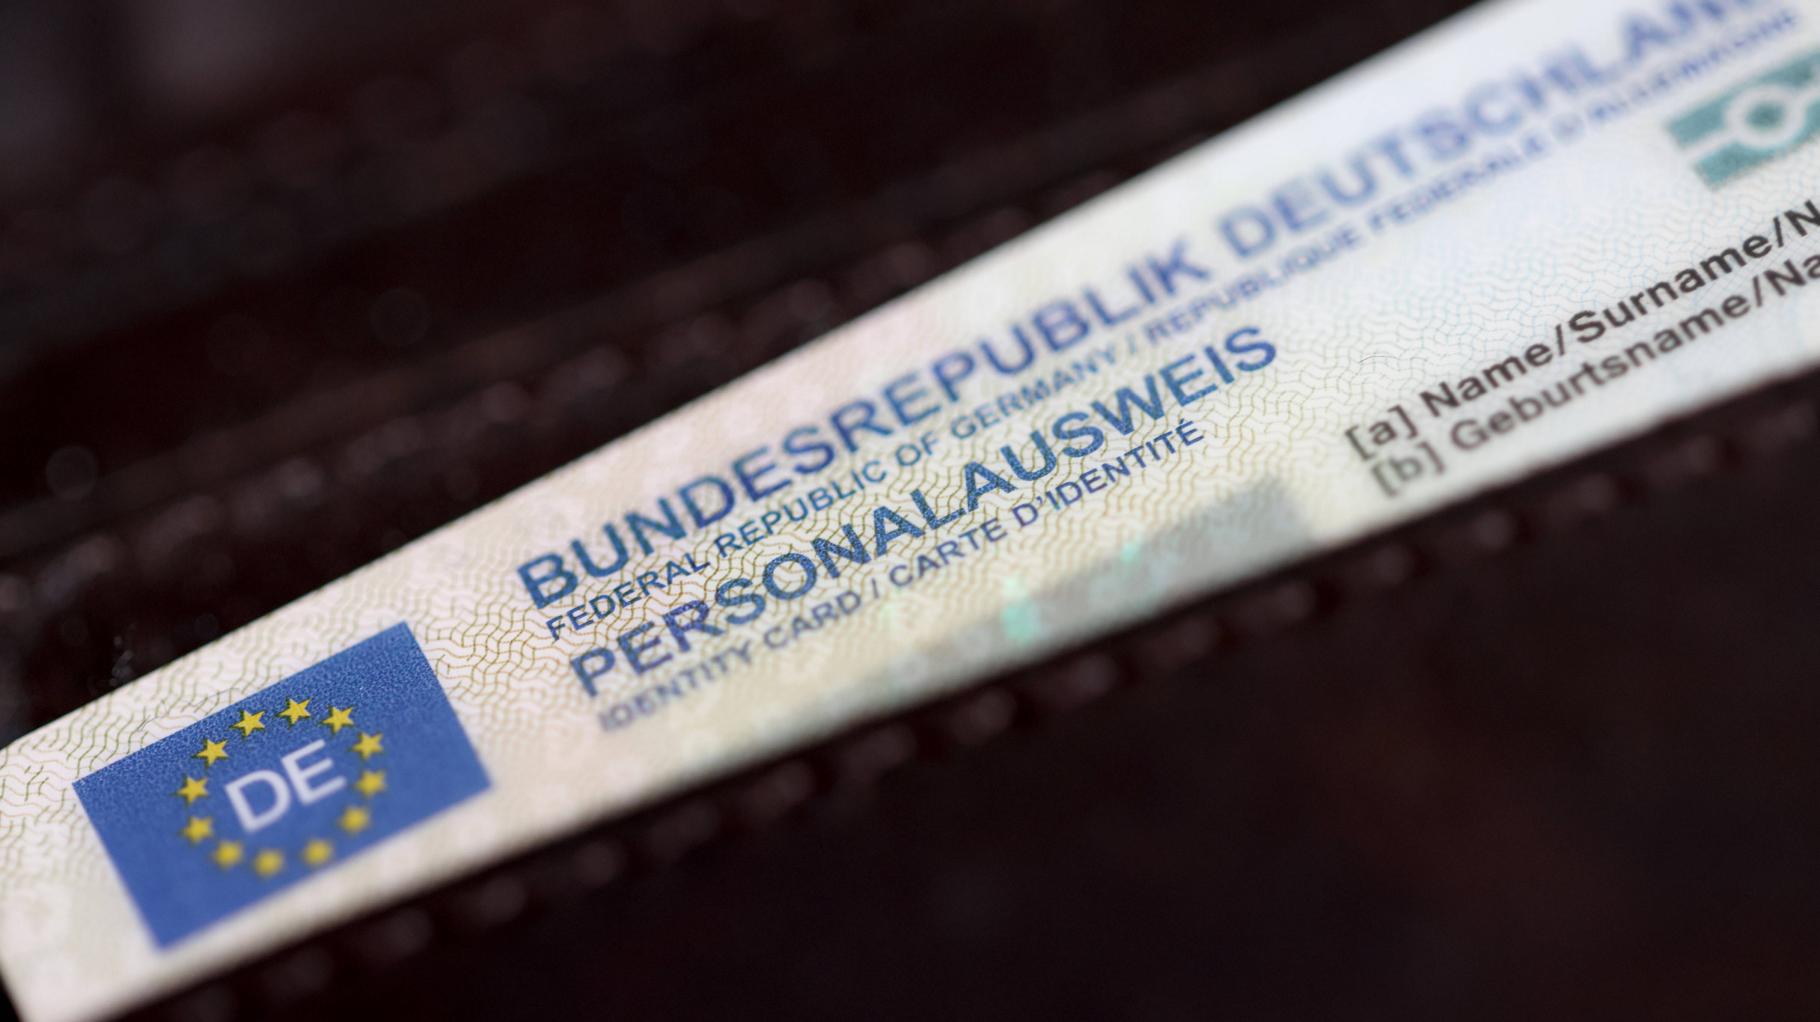 BUNDESREPUBLIK DEUTSCHLAN
FEDERAL REPUBLIC OF GERMANY / REPUBLIQUE FEDERALE D'ALLEMAGNE
PERSONALAUSWEIS
IDENTITY CARD / CARTE D'IDENTITÉ
DE
[a] Name/Surname/N
[b] Geburtsname/Na